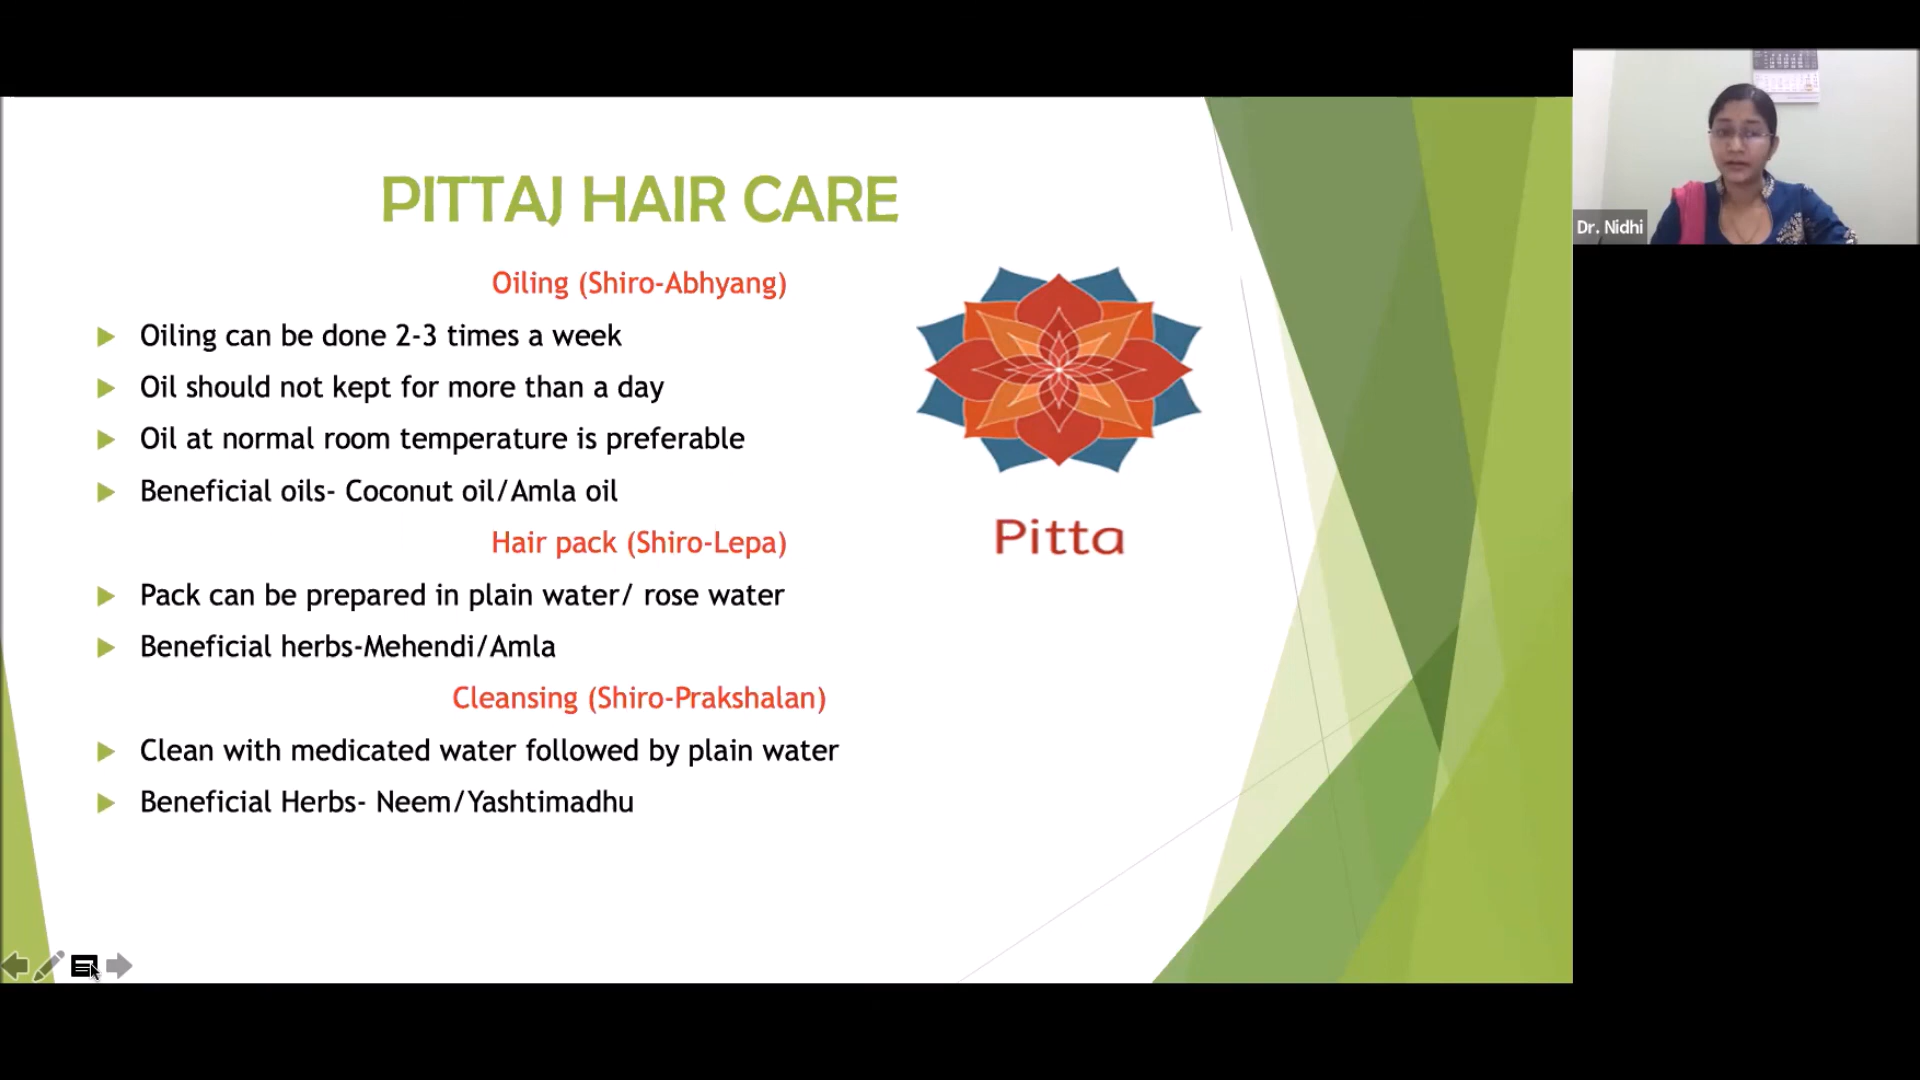 PITTAJ HAIR CARE
Oiling (Shiro-Abhyang)
Oiling can be done 2-3 times a week
Oil should not kept for more than a day
Oil at normal room temperature is preferable
Beneficial oils- Coconut oil/Amla oil
Hair pack (Shiro-Lepa)
Pack can be prepared in plain water/ rose water
Beneficial herbs-Mehendi/Amla
Cleansing (Shiro-Prakshalan)
Clean with medicated water followed by plain water
Beneficial Herbs- Neem/Yashtimadhu
Pitta
Dr. Nidhi